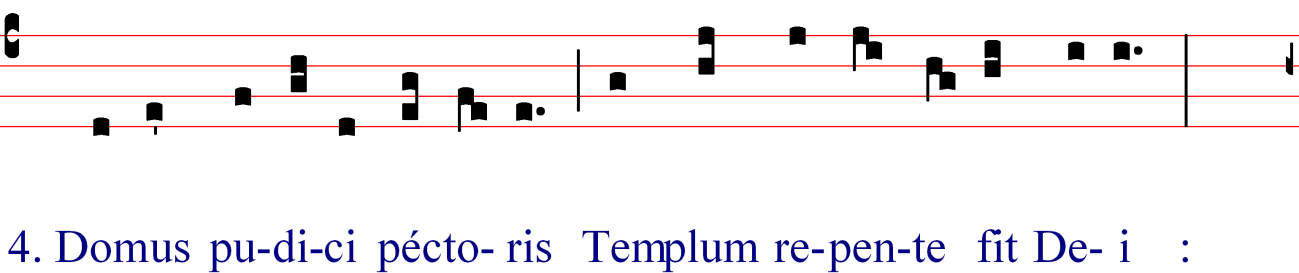 4. Domus pu-di-ci pécto- ris Templum re-pen-te fit De- i :